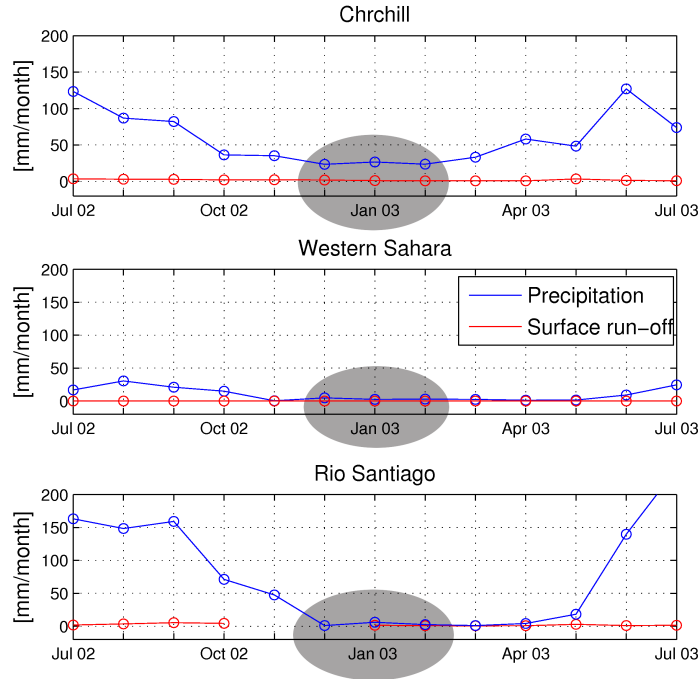 Chrchill
200
150
100
50
0
[mm/month]
Jul 02 Oct 02 Jan 03 Apr 03 Jul 03
Western Sahara
200
150
100
50
0
[mm/month]
Precipitation
Surface run-off
Jul 02 Oct 02 Jan 03 Apr 03 Jul 03
Rio Santiago
200
150
100
50
0
[mm/month]
Jul 02 Oct 02 Jan 03 Apr 03 Jul 03